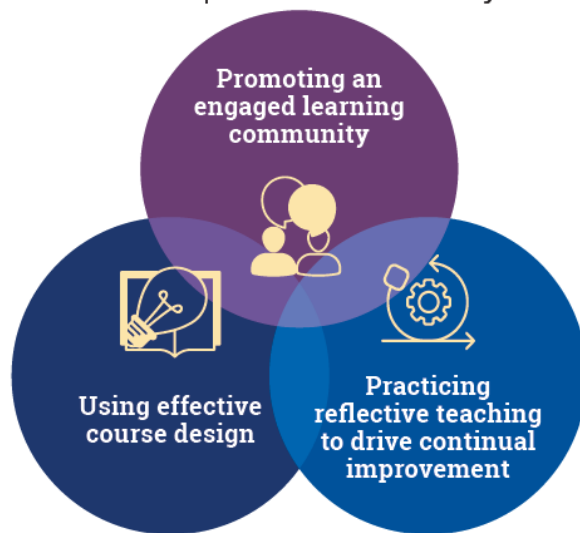 Promoting an
engaged learning
community
Using effective
course design
Practicing
reflective teaching
to drive continual
improvement